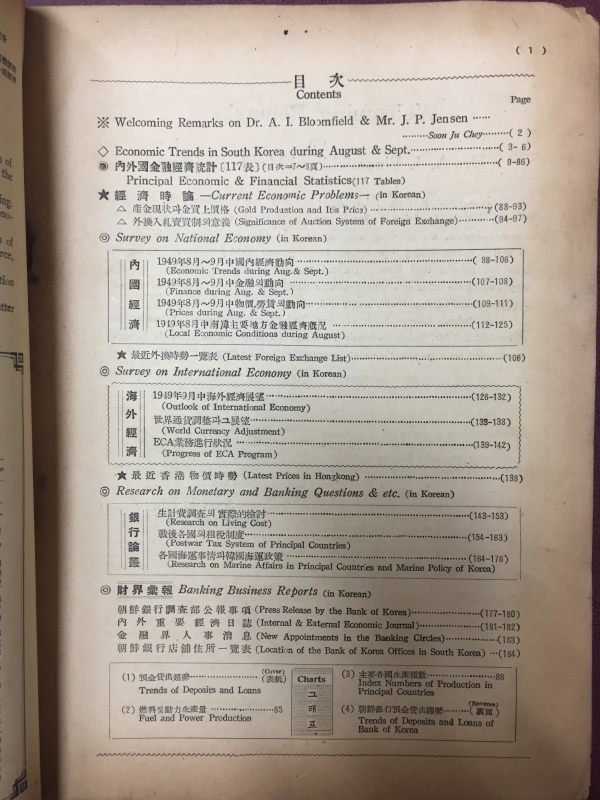 ( 1 )
目 次
Contents
Page
※ Welcoming Remarks on Dr. A. I. Bloomfield & Mr. J. P. Jensen ······
·········Soon Ju Chey·········( 2 )
◇ Economic Trends in South Korea during August & Sept.·····················( 3- 6)
◉ 內外國金融經濟統計〔117表〕(目次=7~8頁)·····················( 9-86)
Principal Economic & Financial Statistics(117 Tables)
★ 經 濟 時 論 —Current Economic Problems— (in Korean)
△ 產金現狀과金買上價格 (Gold Production and It's Price)·····················(88-93)
△ 外換入札賣買制의意義 (Significance of Auction System of Foreign Exchange)············(94-97)
◎ Survey on National Economy (in Korean)
內國經濟
1949年8月~9月中國內經濟動向·····················( 98-106)
(Economic Trends during Aug. & Sept.)
1949年8月~9月中金融의動向·····················(107-108)
(Finance during Aug. & Sept.)
1949年8月~9月中物價,勞賃의動向·····················(109-111)
(Prices during Aug. & Sept.)
1949年8月中南韓主要地方金融經濟槪況·····················(112-125)
(Local Economic Conditions during August)
★ 最近外換時勢一覽表 (Latest Foreign Exchange List)·····················(106)
◎ Survey on International Economy (in Korean)
海外經濟
1949年9月中海外經濟展望·····················(126-132)
(Outlook of International Economy)
世界通貨調整과그展望·····················(133-138)
(World Currency Adjustment)
ECA業務進行狀況·····················(139-142)
(Progress of ECA Program)
★ 最 近 香 港 物 價 時 勢 (Latest Prices in Hongkong)·····················(138)
◎ Research on Monetary and Banking Questions & etc. (in Korean)
銀行論叢
生計費調査의實際的檢討·····················(143-153)
(Research on Living Cost)
戰後各國의租稅制度·····················(154-163)
(Postwar Tax System of Principal Countries)
各國海運事情과韓國海運政策·····················(164-176)
(Research on Marine Affairs in Principal Countries and Marine Policy of Korea)
◎ 財界彙報 Banking Business Reports (in Korean)
朝鮮銀行調査部公報事項 (Press Release by the Bank of Korea)············(177-180)
內 外 重 要 經 濟 日 誌 (Internal & External Economic Journal)············(181-182)
金 融 界 人 事 消 息 (New Appointments in the Banking Circles)············(183)
朝鮮銀行店舖住所一覽表 (Location of the Bank of Korea Offices in South Korea)···(184)
(1) 預金貸出趨勢············(Cover)(表紙)
Trends of Deposits and Loans
(2) 燃料및動力生產量············85
Fuel and Power Production
Charts
그
래
프
(3) 主要各國生產指數············86
Index Numbers of Production in
Principal Countries
(4) 朝鮮銀行預金貸出趨勢·········(Reverse)(裏面)
Trends of Deposits and Loans of
Bank of Korea